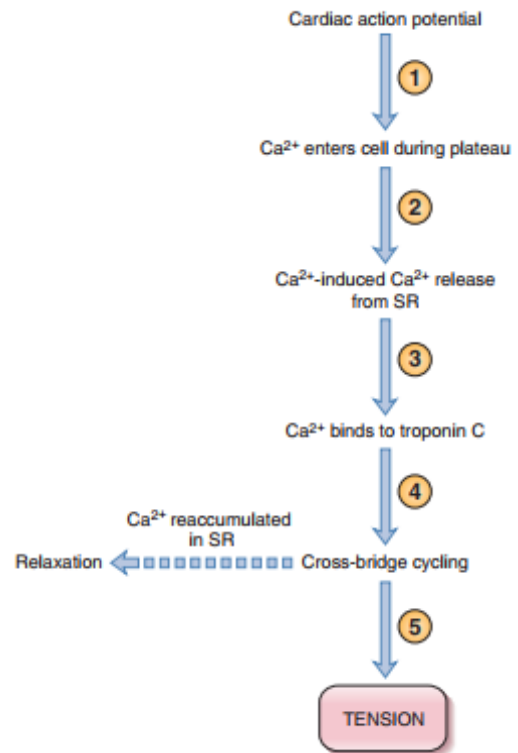 Cardiac action potential
1
Ca²⁺ enters cell during plateau
2
Ca²⁺-induced Ca²⁺ release
from SR
3
Ca²⁺ binds to troponin C
4
Ca²⁺ reaccumulated
in SR
Relaxation
Cross-bridge cycling
5
TENSION